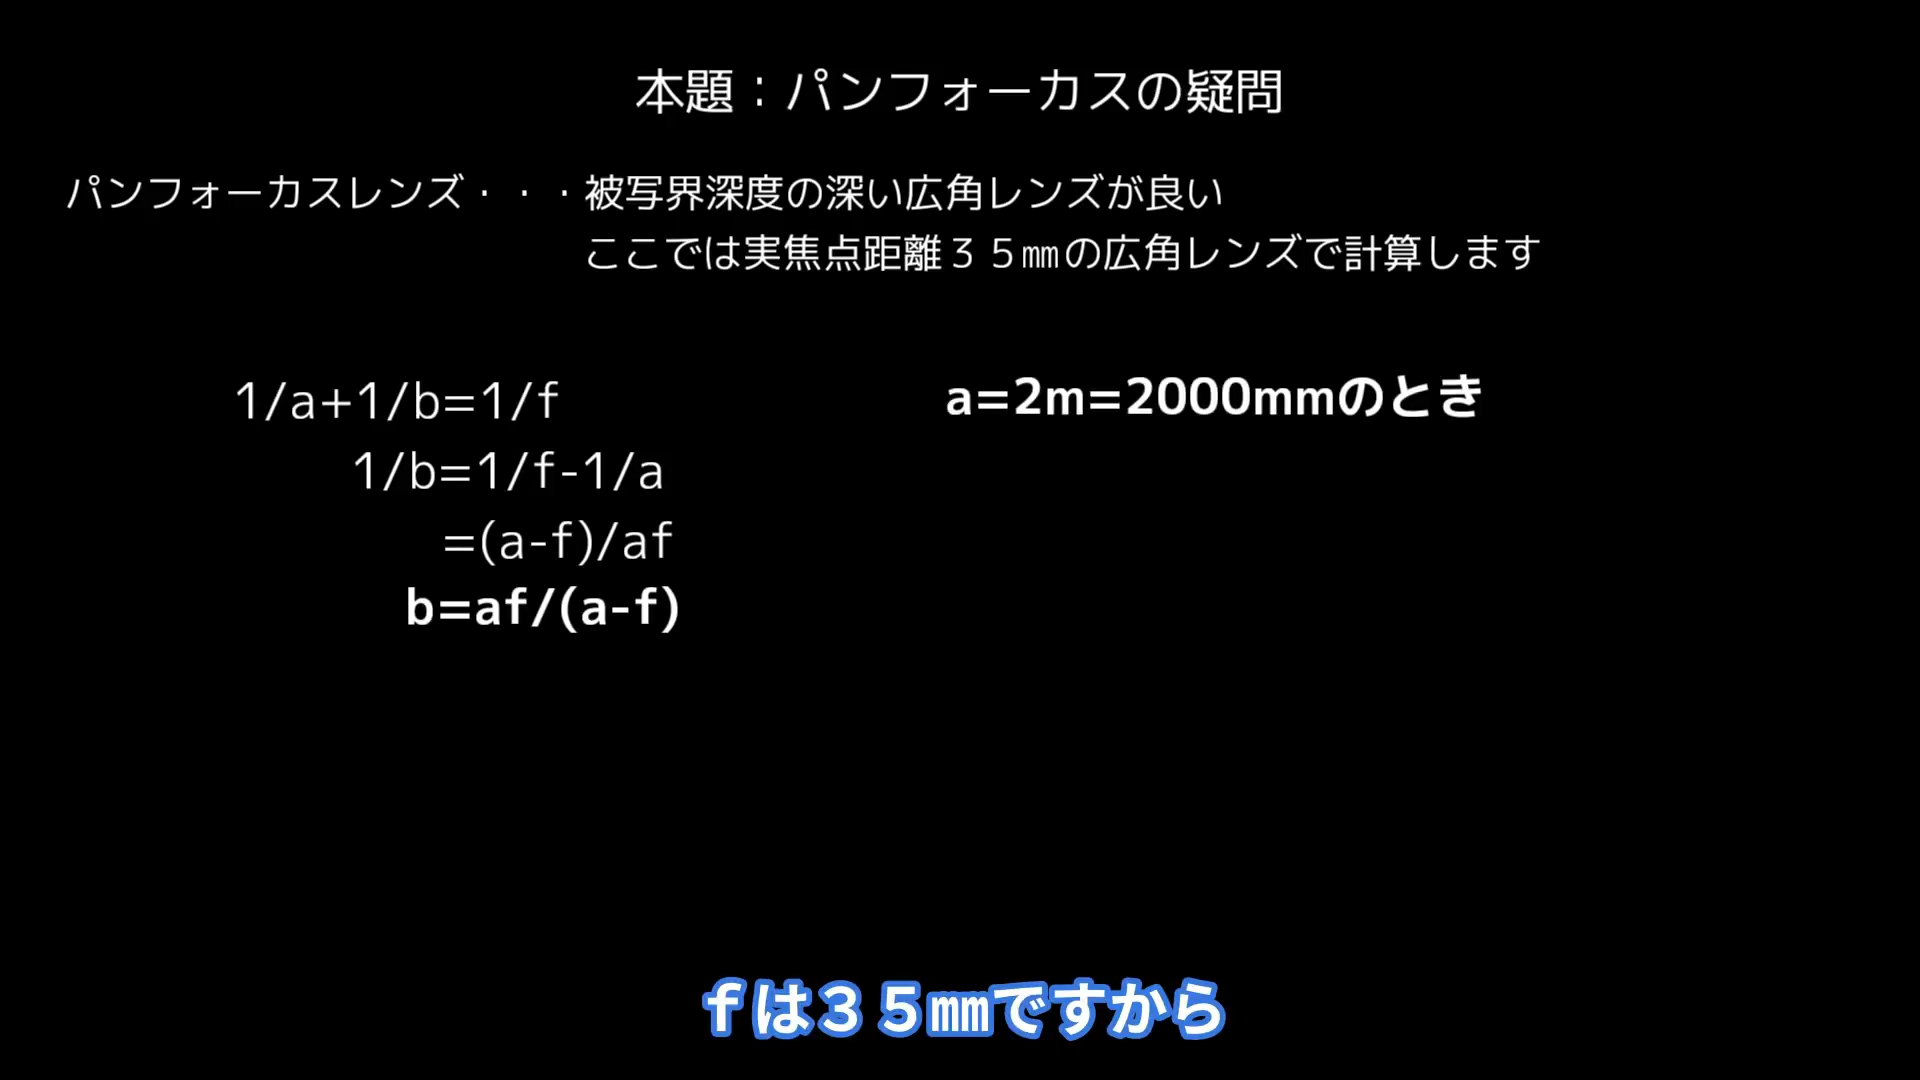 本題：パンフォーカスの疑問
パンフォーカスレンズ・・・被写界深度の深い広角レンズが良い
ここでは実焦点距離３５㎜の広角レンズで計算します
1/a+1/b=1/f
1/b=1/f-1/a
=(a-f)/af
b=af/(a-f)
a=2m=2000mmのとき
ｆは３５㎜ですから